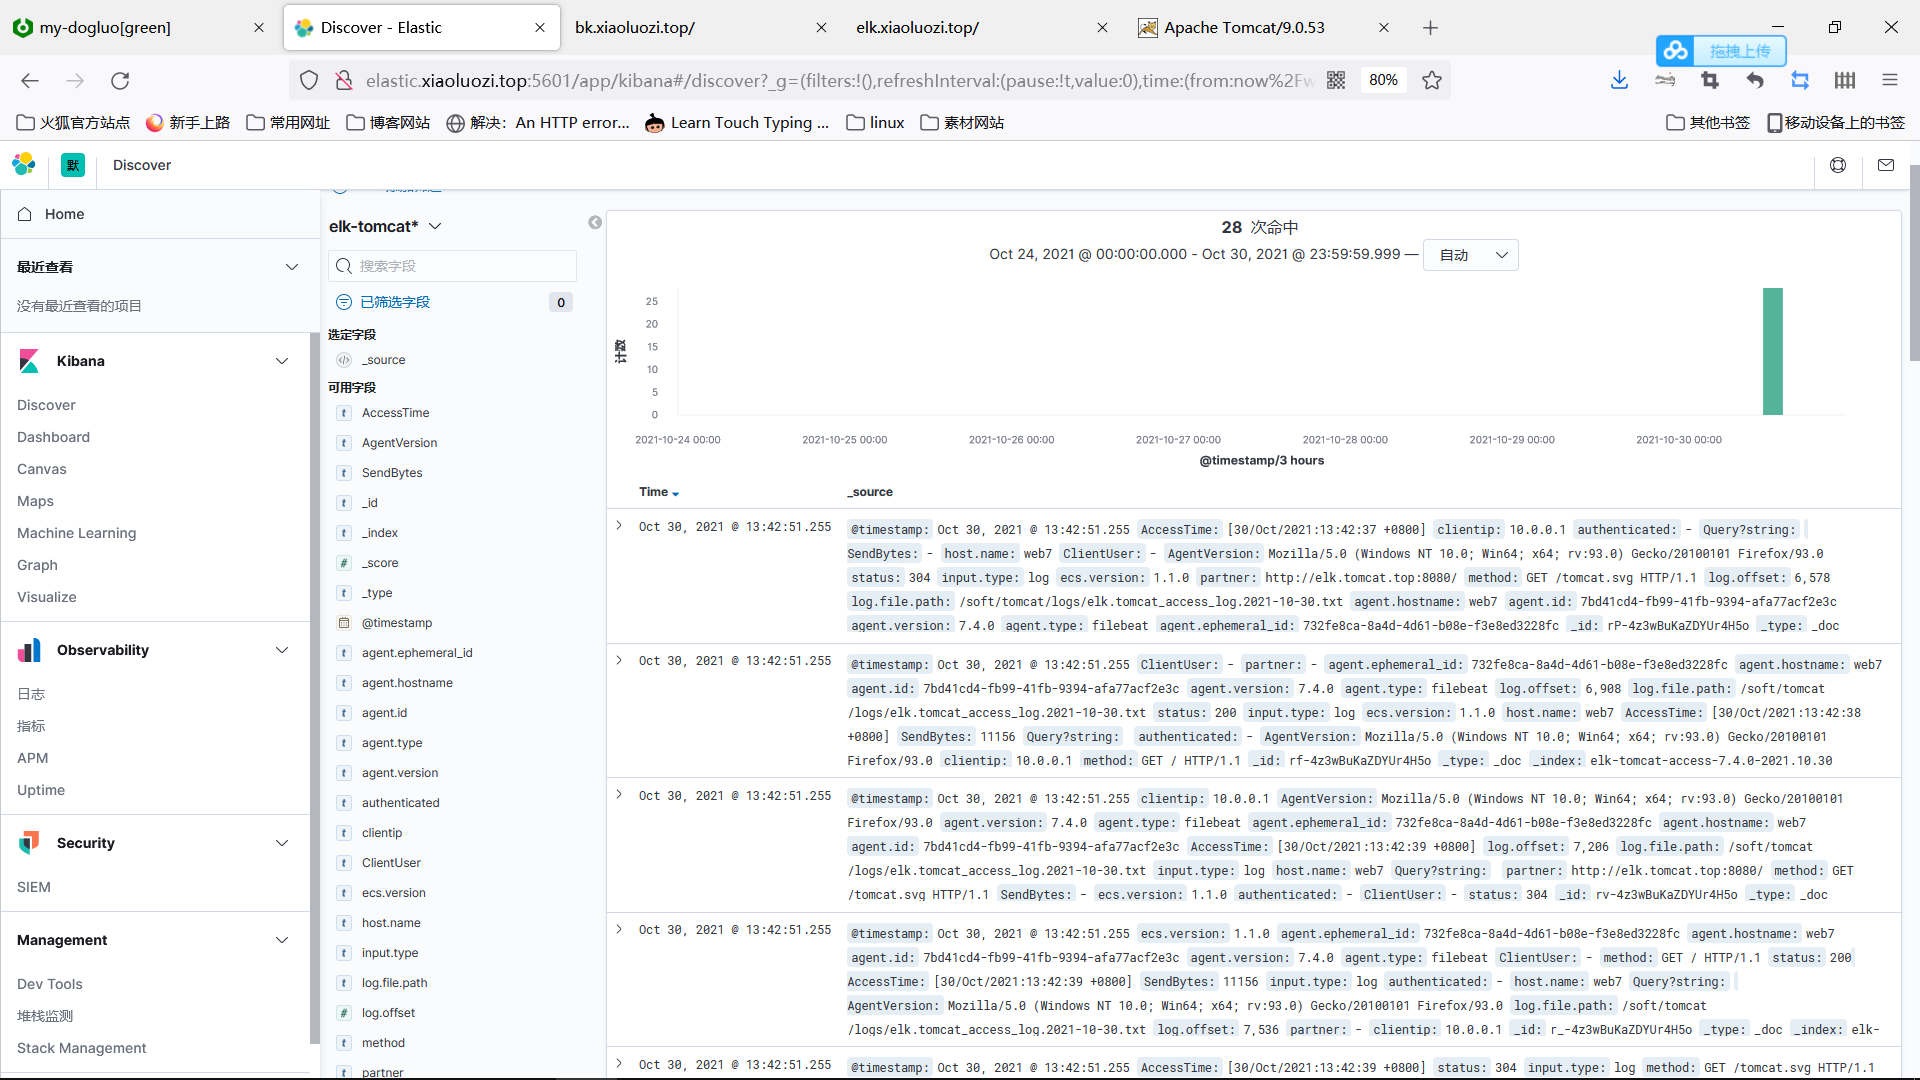 my-dogluo[green]
Discover - Elastic
bk.xiaoluozi.top/
elk.xiaoluozi.top/
Apache Tomcat/9.0.53
拖拽上传
elastic.xiaoluozi.top:5601/app/kibana#/discover?_g=(filters:!(),refreshInterval:(pause:!t,value:0),time:(from:now%2Fw
80%
火狐官方站点
新手上路
常用网址
博客网站
解决：An HTTP error...
Learn Touch Typing ...
linux
素材网站
其他书签
移动设备上的书签
默
Discover
Home
最近查看
没有最近查看的项目
Kibana
Discover
Dashboard
Canvas
Maps
Machine Learning
Graph
Visualize
Observability
日志
指标
APM
Uptime
Security
SIEM
Management
Dev Tools
堆栈监测
Stack Management
elk-tomcat*
搜索字段
已筛选字段 0
选定字段
</> _source
可用字段
t AccessTime
t AgentVersion
t SendBytes
t _id
t _index
# _score
t _type
@timestamp
t agent.ephemeral_id
t agent.hostname
t agent.id
t agent.type
t agent.version
t authenticated
t clientip
t ClientUser
t ecs.version
t host.name
t input.type
t log.file.path
# log.offset
t method
t partner
28 次命中
Oct 24, 2021 @ 00:00:00.000 - Oct 30, 2021 @ 23:59:59.999 — 自动
计数
25
20
15
10
5
0
2021-10-24 00:00 2021-10-25 00:00 2021-10-26 00:00 2021-10-27 00:00 2021-10-28 00:00 2021-10-29 00:00 2021-10-30 00:00
@timestamp/3 hours
Time _source
Oct 30, 2021 @ 13:42:51.255
@timestamp: Oct 30, 2021 @ 13:42:51.255 AccessTime: [30/Oct/2021:13:42:37 +0800] clientip: 10.0.0.1 authenticated: - Query?string:
SendBytes: - host.name: web7 ClientUser: - AgentVersion: Mozilla/5.0 (Windows NT 10.0; Win64; x64; rv:93.0) Gecko/20100101 Firefox/93.0
status: 304 input.type: log ecs.version: 1.1.0 partner: http://elk.tomcat.top:8080/ method: GET /tomcat.svg HTTP/1.1 log.offset: 6,578
log.file.path: /soft/tomcat/logs/elk.tomcat_access_log.2021-10-30.txt agent.hostname: web7 agent.id: 7bd41cd4-fb99-41fb-9394-afa77acf2e3c
agent.version: 7.4.0 agent.type: filebeat agent.ephemeral_id: 732fe8ca-8a4d-4d61-b08e-f3e8ed3228fc _id: rP-4z3wBuKaZDYUr4H5o _type: _doc
Oct 30, 2021 @ 13:42:51.255
@timestamp: Oct 30, 2021 @ 13:42:51.255 ClientUser: - partner: - agent.ephemeral_id: 732fe8ca-8a4d-4d61-b08e-f3e8ed3228fc agent.hostname: web7
agent.id: 7bd41cd4-fb99-41fb-9394-afa77acf2e3c agent.version: 7.4.0 agent.type: filebeat log.offset: 6,908 log.file.path: /soft/tomcat
/logs/elk.tomcat_access_log.2021-10-30.txt status: 200 input.type: log ecs.version: 1.1.0 host.name: web7 AccessTime: [30/Oct/2021:13:42:38
+0800] SendBytes: 11156 Query?string: authenticated: - AgentVersion: Mozilla/5.0 (Windows NT 10.0; Win64; x64; rv:93.0) Gecko/20100101
Firefox/93.0 clientip: 10.0.0.1 method: GET / HTTP/1.1 _id: rf-4z3wBuKaZDYUr4H5o _type: _doc _index: elk-tomcat-access-7.4.0-2021.10.30
Oct 30, 2021 @ 13:42:51.255
@timestamp: Oct 30, 2021 @ 13:42:51.255 clientip: 10.0.0.1 AgentVersion: Mozilla/5.0 (Windows NT 10.0; Win64; x64; rv:93.0) Gecko/20100101
Firefox/93.0 agent.version: 7.4.0 agent.type: filebeat agent.ephemeral_id: 732fe8ca-8a4d-4d61-b08e-f3e8ed3228fc agent.hostname: web7
agent.id: 7bd41cd4-fb99-41fb-9394-afa77acf2e3c AccessTime: [30/Oct/2021:13:42:39 +0800] log.offset: 7,206 log.file.path: /soft/tomcat
/logs/elk.tomcat_access_log.2021-10-30.txt input.type: log host.name: web7 Query?string: partner: http://elk.tomcat.top:8080/ method: GET
/tomcat.svg HTTP/1.1 SendBytes: - ecs.version: 1.1.0 authenticated: - ClientUser: - status: 304 _id: rv-4z3wBuKaZDYUr4H5o _type: _doc
Oct 30, 2021 @ 13:42:51.255
@timestamp: Oct 30, 2021 @ 13:42:51.255 ecs.version: 1.1.0 agent.ephemeral_id: 732fe8ca-8a4d-4d61-b08e-f3e8ed3228fc agent.hostname: web7
agent.id: 7bd41cd4-fb99-41fb-9394-afa77acf2e3c agent.version: 7.4.0 agent.type: filebeat ClientUser: - method: GET / HTTP/1.1 status: 200
AccessTime: [30/Oct/2021:13:42:39 +0800] SendBytes: 11156 input.type: log authenticated: - host.name: web7 Query?string:
AgentVersion: Mozilla/5.0 (Windows NT 10.0; Win64; x64; rv:93.0) Gecko/20100101 Firefox/93.0 log.file.path: /soft/tomcat
/logs/elk.tomcat_access_log.2021-10-30.txt log.offset: 7,536 partner: - clientip: 10.0.0.1 _id: r_-4z3wBuKaZDYUr4H5o _type: _doc _index: elk-
Oct 30, 2021 @ 13:42:51.255
@timestamp: Oct 30, 2021 @ 13:42:51.255 AccessTime: [30/Oct/2021:13:42:39 +0800] status: 304 input.type: log method: GET /tomcat.svg HTTP/1.1